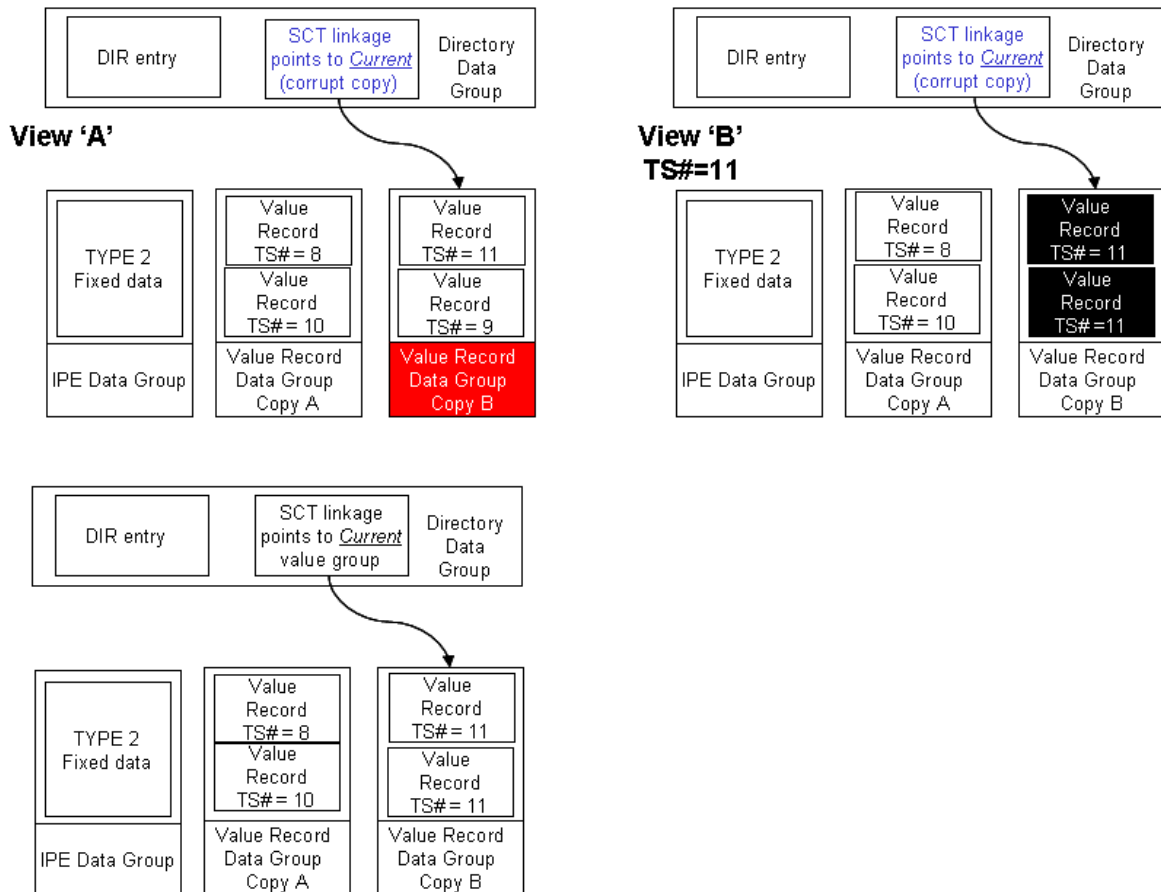 DIR entry
SCT linkage
points to Current
(corrupt copy)
Directory
Data
Group
View ‘A’
TYPE 2
Fixed data
IPE Data Group
Value
Record
TS# = 8
Value
Record
TS# = 10
Value Record
Data Group
Copy A
Value
Record
TS# = 11
Value
Record
TS# = 9
Value Record
Data Group
Copy B
DIR entry
SCT linkage
points to Current
(corrupt copy)
Directory
Data
Group
View ‘B’
TS#=11
TYPE 2
Fixed data
IPE Data Group
Value
Record
TS# = 8
Value
Record
TS# = 10
Value Record
Data Group
Copy A
Value
Record
TS# = 11
Value
Record
TS# =11
Value Record
Data Group
Copy B
DIR entry
SCT linkage
points to Current
value group
Directory
Data
Group
TYPE 2
Fixed data
IPE Data Group
Value
Record
TS# = 8
Value
Record
TS# = 10
Value Record
Data Group
Copy A
Value
Record
TS# = 11
Value
Record
TS# = 11
Value Record
Data Group
Copy B